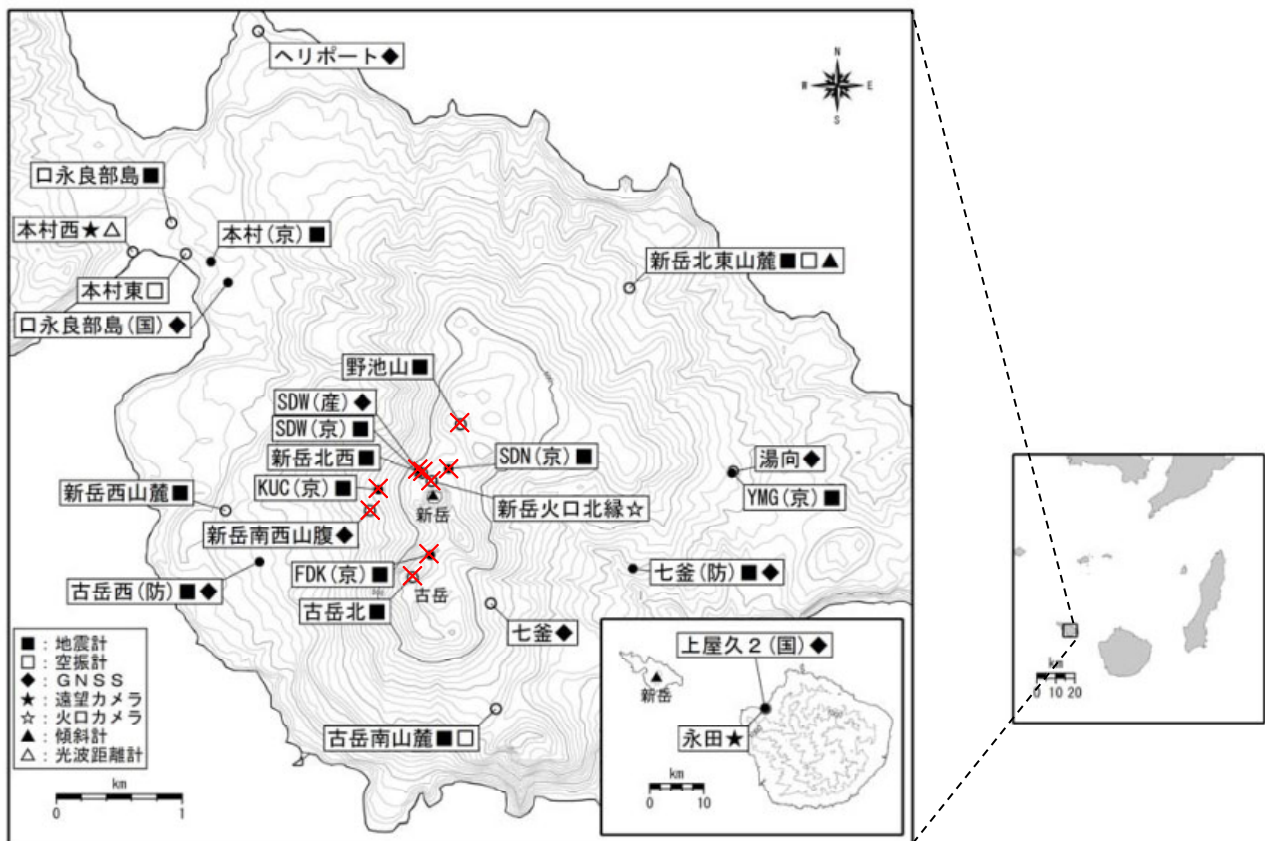 ヘリポート◆
N
W E
S
口永良部島■
本村西★△
本村(京)■
新岳北東山麓■□▲
本村東□
口永良部島(国)◆
野池山■
SDW(産)◆
SDW(京)■
新岳北西■
SDN(京)■
湯向◆
KUC(京)■
YMG(京)■
新岳西山麓■
新岳火口北縁☆
新岳
新岳南西山腹◆
FDK(京)■
七釜(防)■◆
古岳西(防)■◆
古岳北■
古岳
七釜◆
■：地震計
□：空振計
◆：ＧＮＳＳ
★：遠望カメラ
☆：火口カメラ
▲：傾斜計
△：光波距離計
km
0 1
古岳南山麓■□
上屋久２(国)◆
新岳
永田★
km
0 10
km
0 10 20